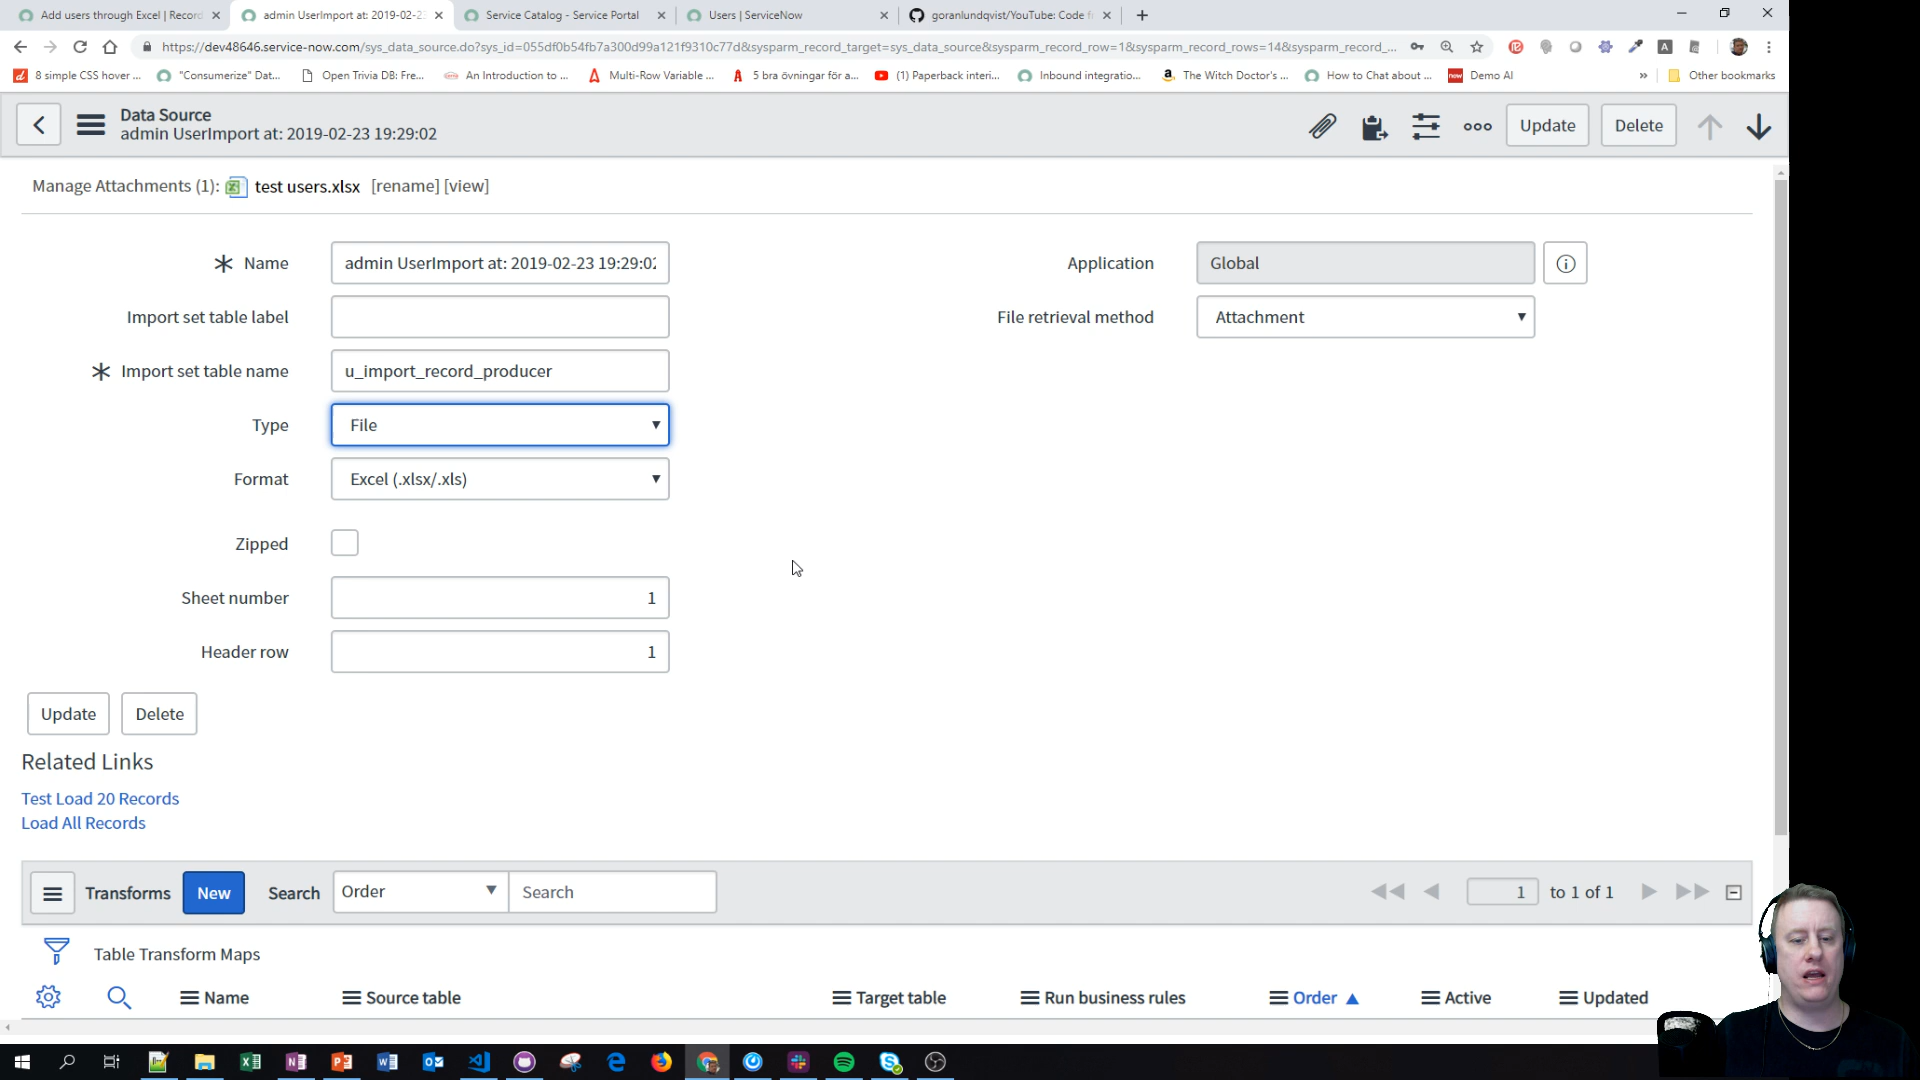 Add users through Excel | Record
admin UserImport at: 2019-02-2
Service Catalog - Service Portal
Users | ServiceNow
goranlundqvist/YouTube: Code f
https://dev48646.service-now.com/sys_data_source.do?sys_id=055df0b54fb7a300d99a121f9310c77d&sysparm_record_target=sys_data_source&sysparm_record_row=1&sysparm_record_rows=14&sysparm_record_...
8 simple CSS hover ...
"Consumerize" Dat...
Open Trivia DB: Fre...
An Introduction to ...
Multi-Row Variable ...
5 bra övningar för a...
(1) Paperback interi...
Inbound integratio...
The Witch Doctor's ...
How to Chat about ...
Demo AI
»
Other bookmarks
Data Source
admin UserImport at: 2019-02-23 19:29:02
Update
Delete
Manage Attachments (1): test users.xlsx [rename] [view]
Name
admin UserImport at: 2019-02-23 19:29:02
Application
Global
Import set table label
File retrieval method
Attachment
Import set table name
u_import_record_producer
Type
File
Format
Excel (.xlsx/.xls)
Zipped
Sheet number
1
Header row
1
Update
Delete
Related Links
Test Load 20 Records
Load All Records
Transforms
New
Search
Order
Search
1 to 1 of 1
Table Transform Maps
Name
Source table
Target table
Run business rules
Order
Active
Updated